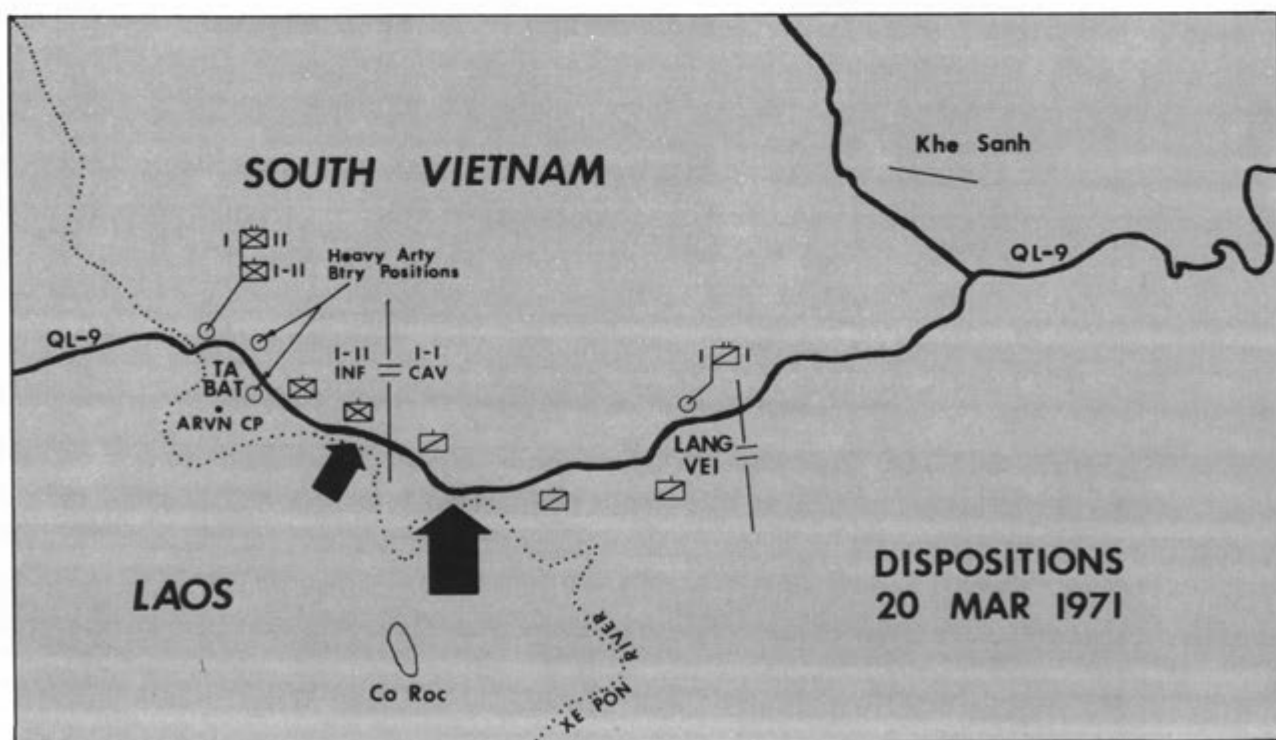 Khe Sanh
SOUTH VIETNAM
I II
I-II
Heavy Arty
Btry Positions
QL-9
QL-9
TA
BAT
ARVN CP
I-II
INF
I-I
CAV
I I
LANG
VEI
DISPOSITIONS
20 MAR 1971
LAOS
Co Roc
XE PON RIVER